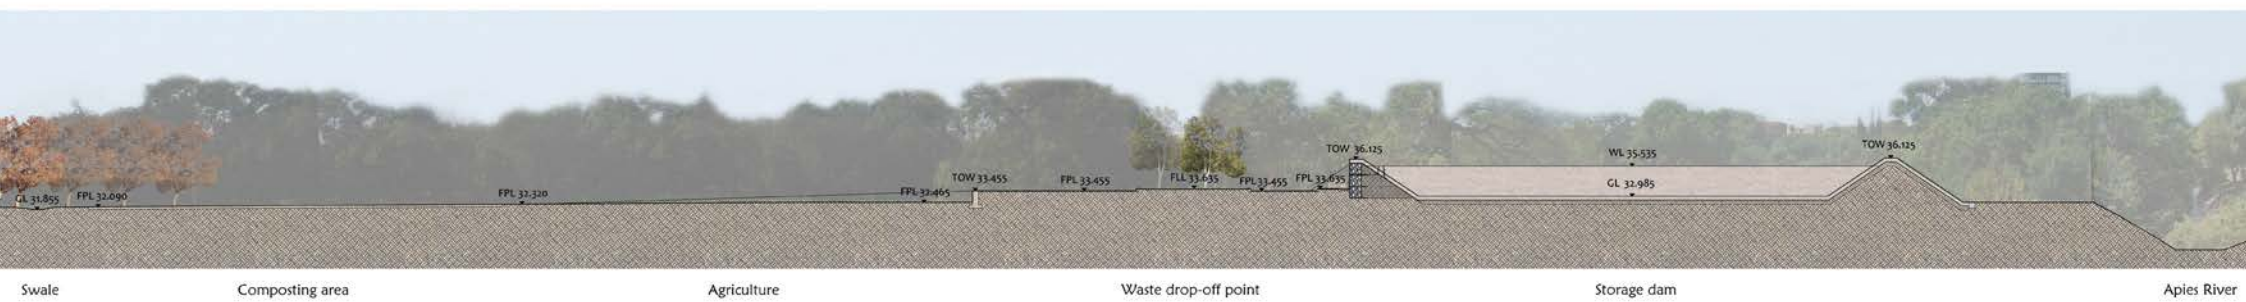 GL 31.855
FPL 32.090
FPL 32.320
FPL 32.465
TOW 33.455
FPL 33.455
FLL 33.635
FPL 33.455
FPL 33.635
TOW 36.125
WL 35.535
GL 32.985
TOW 36.125
Swale
Composting area
Agriculture
Waste drop-off point
Storage dam
Apies River